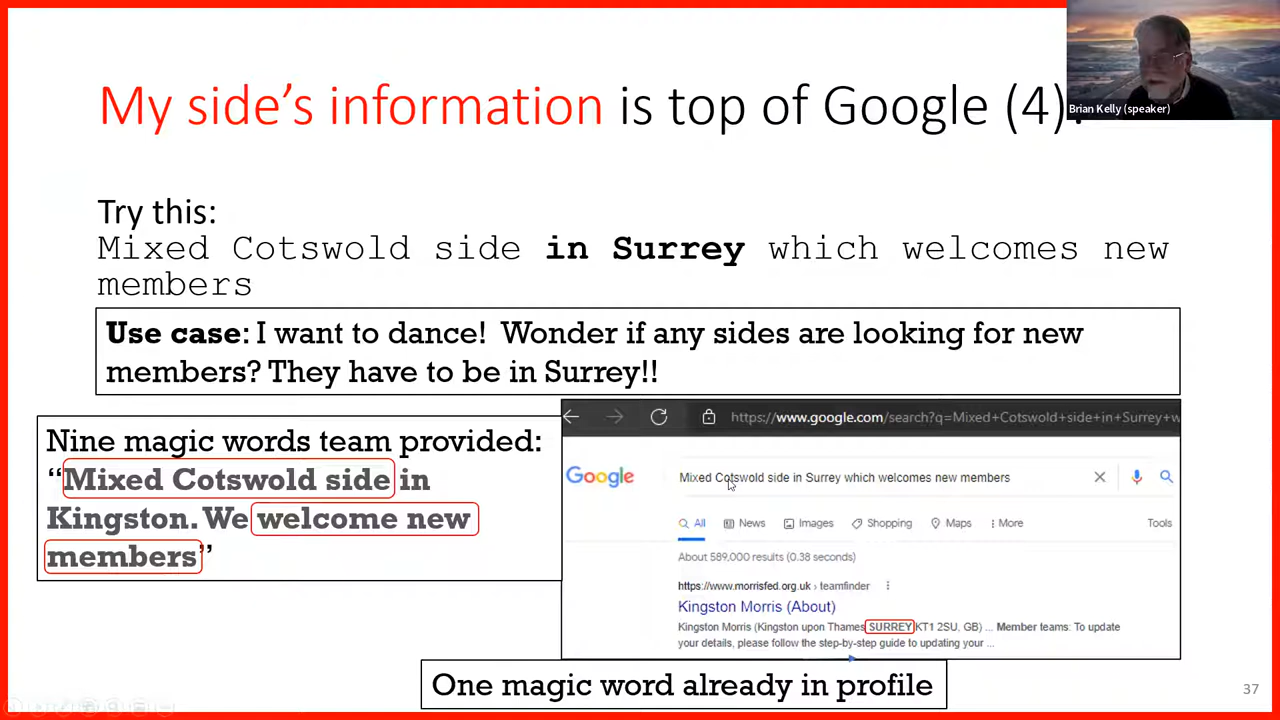 My side's information is top of Google (4).
Brian Kelly (speaker)
Try this:
Mixed Cotswold side in Surrey which welcomes new
members
Use case: I want to dance! Wonder if any sides are looking for new
members? They have to be in Surrey!!
Nine magic words team provided:
“Mixed Cotswold side in
Kingston. We welcome new
members”
https://www.google.com/search?q=Mixed+Cotswold+side+in+Surrey+w
Google
Mixed Cotswold side in Surrey which welcomes new members
All News Images Shopping Maps More Tools
About 589,000 results (0.38 seconds)
https://www.morrisfed.org.uk › teamfinder
Kingston Morris (About)
Kingston Morris (Kingston upon Thames SURREY KT1 2SU, GB) ... Member teams: To update
your details, please follow the step-by-step guide to updating your ...
One magic word already in profile
37